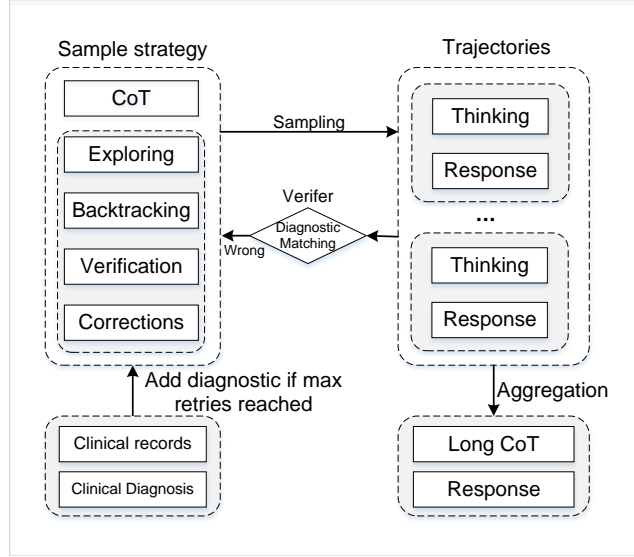 Sample strategy
CoT
Exploring
Backtracking
Verification
Corrections
Sampling
Verifer
Diagnostic
Matching
Wrong
Trajectories
Thinking
Response
...
Thinking
Response
Add diagnostic if max
retries reached
Clinical records
Clinical Diagnosis
Aggregation
Long CoT
Response